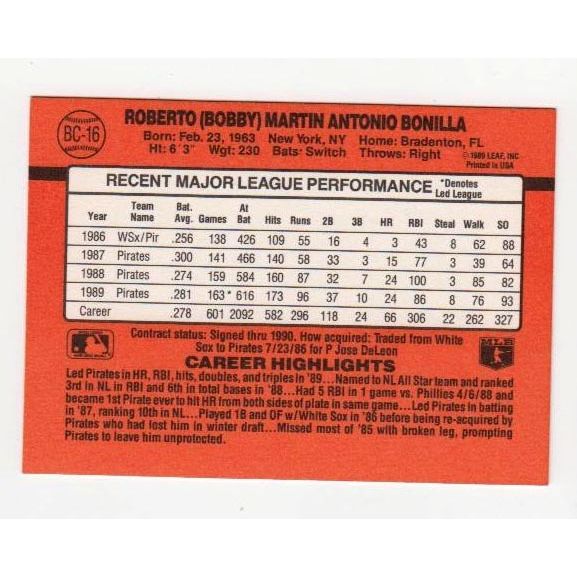 BC-16
ROBERTO (BOBBY) MARTIN ANTONIO BONILLA
Born: Feb. 23, 1963 New York, NY Home: Bradenton, FL
Ht: 6'3" Wgt: 230 Bats: Switch Throws: Right
©1989 LEAF, INC
Printed in USA
RECENT MAJOR LEAGUE PERFORMANCE *Denotes Led League
Year Team Name Bat. Avg. Games At Bat Hits Runs 2B 3B HR RBI Steal Walk SO
1986 WSx/Pir .256 138 426 109 55 16 4 3 43 8 62 88
1987 Pirates .300 141 466 140 58 33 3 15 77 3 39 64
1988 Pirates .274 159 584 160 87 32 7 24 100 3 85 82
1989 Pirates .281 163* 616 173 96 37 10 24 86 8 76 93
Career .278 601 2092 582 296 118 24 66 306 22 262 327
Contract status: Signed thru 1990. How acquired: Traded from White
Sox to Pirates 7/23/86 for P Jose DeLeon
MLB
CAREER HIGHLIGHTS
Led Pirates in HR, RBI, hits, doubles, and triples in '89...Named to NL All Star team and ranked
3rd in NL in RBI and 6th in total bases in '88...Had 5 RBI in 1 game vs. Phillies 4/6/88 and
became 1st Pirate ever to hit HR from both sides of plate in same game...Led Pirates in batting
in '87, ranking 10th in NL...Played 1B and OF w/White Sox in '86 before being re-acquired by
Pirates who had lost him in winter draft...Missed most of '85 with broken leg, prompting
Pirates to leave him unprotected.